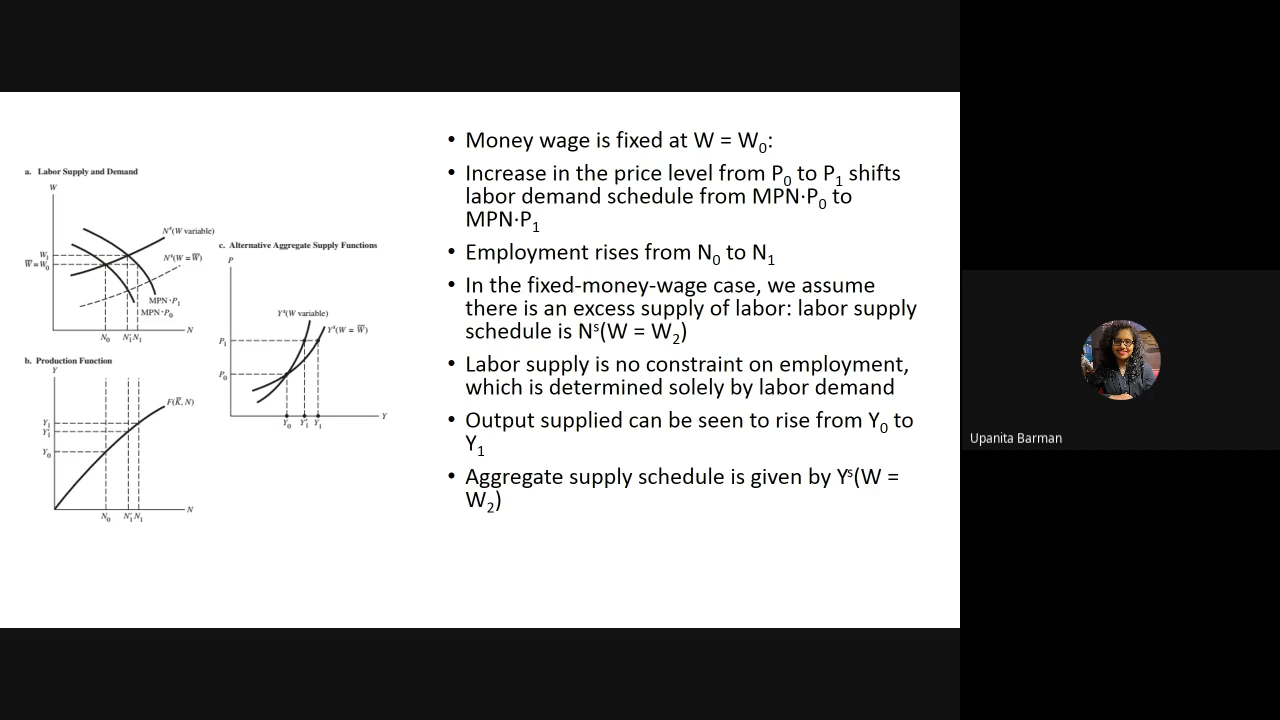 a. Labor Supply and Demand
W
Nˢ(W variable)
W₁
W̅ = W₀
Nˢ(W = W̅)
MPN·P₁
MPN·P₀
N₀ N₁′ N₁ N
b. Production Function
Y
F(K̅, N)
Y₁
Y₁′
Y₀
N₀ N₁′ N₁ N
c. Alternative Aggregate Supply Functions
P
Yˢ(W variable)
Yˢ(W = W̅)
P₁
P₀
Y₀ Y₁′ Y₁ Y
• Money wage is fixed at W = W₀:
• Increase in the price level from P₀ to P₁ shifts
labor demand schedule from MPN·P₀ to
MPN·P₁
• Employment rises from N₀ to N₁
• In the fixed-money-wage case, we assume
there is an excess supply of labor: labor supply
schedule is Nˢ(W = W₂)
• Labor supply is no constraint on employment,
which is determined solely by labor demand
• Output supplied can be seen to rise from Y₀ to
Y₁
• Aggregate supply schedule is given by Yˢ(W =
W₂)
Upanita Barman